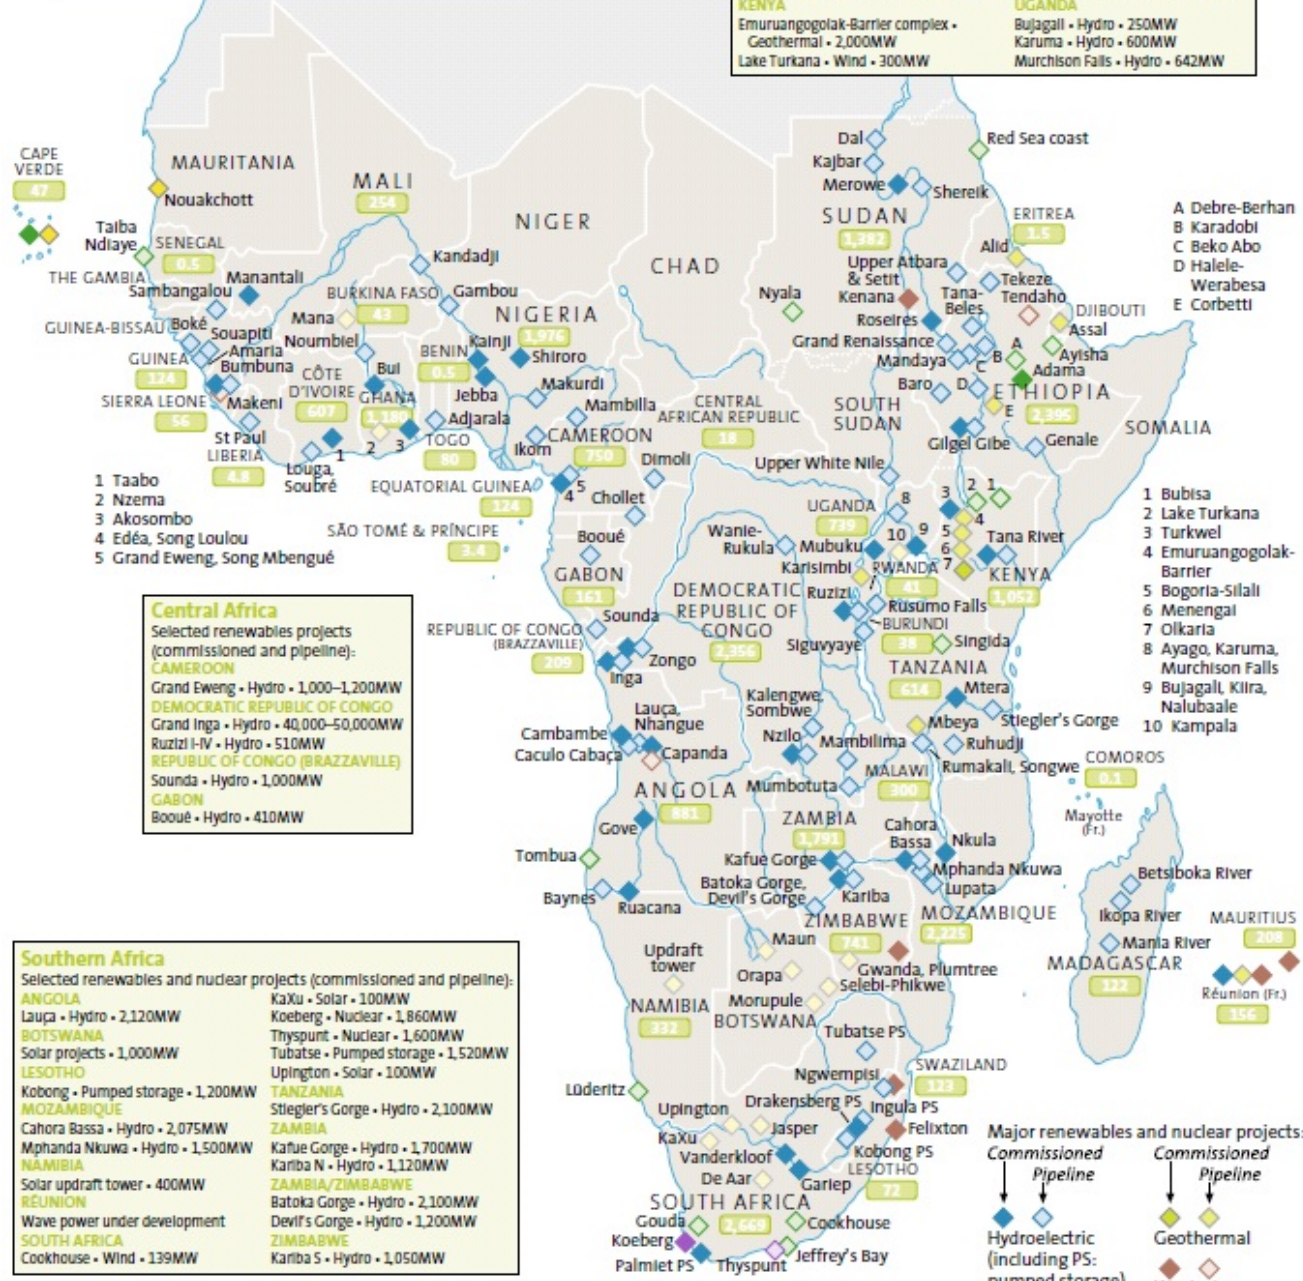 KENYA
Emuruangogolak-Barrier complex •
Geothermal • 2,000MW
Lake Turkana • Wind • 300MW
UGANDA
Bujagali • Hydro • 250MW
Karuma • Hydro • 600MW
Murchison Falls • Hydro • 642MW
CAPE
VERDE
47
MAURITANIA
Nouakchott
MALI
254
NIGER
CHAD
Dal
Kajbar
Merowe
Shereik
Red Sea coast
SUDAN
1,382
ERITREA
1.5
Alid
A Debre-Berhan
B Karadobi
C Beko Abo
D Halele-
Werabesa
E Corbetti
Taiba
Ndiaye
SENEGAL
0.5
THE GAMBIA
Sambangalou
Manantali
Kandadji
BURKINA FASO
43
Gambou
Mana
Noumbiel
NIGERIA
1,976
Nyala
Upper Atbara
& Setit
Kenana
Roseires
Tana-
Beles
Tekeze
Tendaho
DJIBOUTI
Assal
Ayisha
Grand Renaissance
Mandaya
A
B
C
D
E
Adama
ETHIOPIA
2,395
Baro
Gilgel Gibe
Genale
SOMALIA
GUINEA-BISSAU
Boké
Souapiti
Amaria
Bumbuna
GUINEA
124
SIERRA LEONE
56
Makeni
St Paul
LIBERIA
4.8
CÔTE
D'IVOIRE
607
Bui
GHANA
1,180
BENIN
0.5
Kainji
Shiroro
Jebba
Makurdi
Mambilla
Adjarala
TOGO
80
Ikom
1
2
3
Louga,
Soubré
CAMEROON
750
CENTRAL
AFRICAN REPUBLIC
18
SOUTH
SUDAN
Dimoli
4
5
Chollet
Upper White Nile
1 Taabo
2 Nzema
3 Akosombo
4 Edéa, Song Loulou
5 Grand Eweng, Song Mbengué
EQUATORIAL GUINEA
124
SÃO TOMÉ & PRÍNCIPE
3.4
Booué
GABON
161
UGANDA
739
8
3
2
1
4
5
6
7
9
10
Wanie-
Rukula
Mubuku
Karisimbi
Tana River
KENYA
1,052
RWANDA
41
Ruzizi
Rusumo Falls
BURUNDI
38
Siguvyaye
Singida
1 Bubisa
2 Lake Turkana
3 Turkwel
4 Emuruangogolak-
Barrier
5 Bogoria-Silali
6 Menengai
7 Olkaria
8 Ayago, Karuma,
Murchison Falls
9 Bujagali, Kiira,
Nalubaale
10 Kampala
DEMOCRATIC
REPUBLIC OF
CONGO
2,356
REPUBLIC OF CONGO
(BRAZZAVILLE)
209
Sounda
Zongo
Inga
TANZANIA
614
Mtera
Stiegler's Gorge
Mbeya
Ruhudji
Rumakali, Songwe
Central Africa
Selected renewables projects
(commissioned and pipeline):
CAMEROON
Grand Eweng • Hydro • 1,000–1,200MW
DEMOCRATIC REPUBLIC OF CONGO
Grand Inga • Hydro • 40,000–50,000MW
Ruzizi I-IV • Hydro • 510MW
REPUBLIC OF CONGO (BRAZZAVILLE)
Sounda • Hydro • 1,000MW
GABON
Booué • Hydro • 410MW
Cambambe
Caculo Cabaça
Lauça,
Nhangue
Capanda
Kalengwe,
Sombwe
Nzilo
Mambilima
Mumbotuta
MALAWI
300
COMOROS
0.1
Mayotte
(Fr.)
ANGOLA
881
Gove
Tombua
Baynes
Ruacana
ZAMBIA
1,791
Cahora
Bassa
Nkula
Kafue Gorge
Batoka Gorge,
Devil's Gorge
Kariba
Mphanda Nkuwa
Lupata
ZIMBABWE
741
MOZAMBIQUE
2,225
Betsiboka River
Ikopa River
Mania River
MADAGASCAR
122
MAURITIUS
208
Réunion (Fr.)
156
Updraft
tower
NAMIBIA
332
Maun
Orapa
Morupule
BOTSWANA
Gwanda, Plumtree
Selebi-Phikwe
Tubatse PS
Ngwempisi
SWAZILAND
123
Lüderitz
Drakensberg PS
Ingula PS
Felixton
Upington
KaXu
Jasper
Vanderkloof
De Aar
Gariep
Kobong PS
LESOTHO
72
SOUTH AFRICA
2,669
Gouda
Koeberg
Palmiet PS
Thyspunt
Cookhouse
Jeffrey's Bay
Southern Africa
Selected renewables and nuclear projects (commissioned and pipeline):
ANGOLA
Lauça • Hydro • 2,120MW
BOTSWANA
Solar projects • 1,000MW
LESOTHO
Kobong • Pumped storage • 1,200MW
MOZAMBIQUE
Cahora Bassa • Hydro • 2,075MW
Mphanda Nkuwa • Hydro • 1,500MW
NAMIBIA
Solar updraft tower • 400MW
RÉUNION
Wave power under development
SOUTH AFRICA
Cookhouse • Wind • 139MW
KaXu • Solar • 100MW
Koeberg • Nuclear • 1,860MW
Thyspunt • Nuclear • 1,600MW
Tubatse • Pumped storage • 1,520MW
Upington • Solar • 100MW
TANZANIA
Stiegler's Gorge • Hydro • 2,100MW
ZAMBIA
Kafue Gorge • Hydro • 1,700MW
Kariba N • Hydro • 1,120MW
ZAMBIA/ZIMBABWE
Batoka Gorge • Hydro • 2,100MW
Devil's Gorge • Hydro • 1,200MW
ZIMBABWE
Kariba S • Hydro • 1,050MW
Major renewables and nuclear projects:
Commissioned
Pipeline
Commissioned
Pipeline
Hydroelectric
(including PS:
pumped storage)
Geothermal